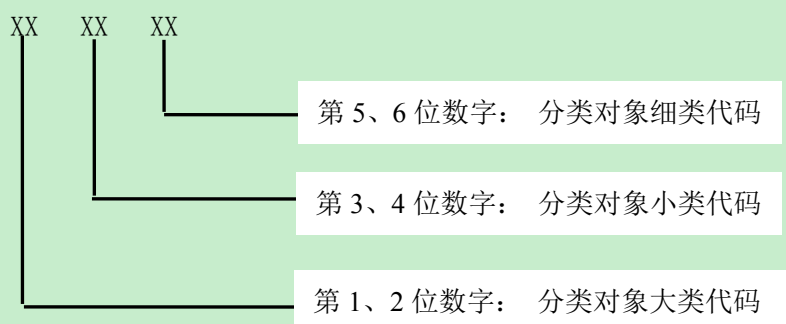 XX XX XX
第 5、6 位数字： 分类对象细类代码
第 3、4 位数字： 分类对象小类代码
第 1、2 位数字： 分类对象大类代码